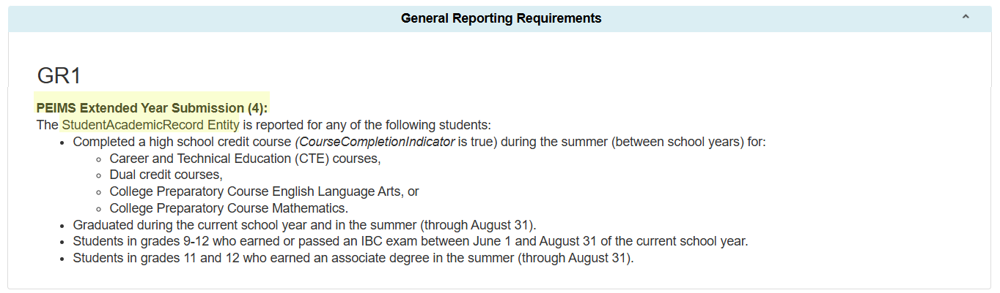 General Reporting Requirements
GR1
PEIMS Extended Year Submission (4):
The StudentAcademicRecord Entity is reported for any of the following students:
• Completed a high school credit course (CourseCompletionIndicator is true) during the summer (between school years) for:
◦ Career and Technical Education (CTE) courses,
◦ Dual credit courses,
◦ College Preparatory Course English Language Arts, or
◦ College Preparatory Course Mathematics.
• Graduated during the current school year and in the summer (through August 31).
• Students in grades 9-12 who earned or passed an IBC exam between June 1 and August 31 of the current school year.
• Students in grades 11 and 12 who earned an associate degree in the summer (through August 31).